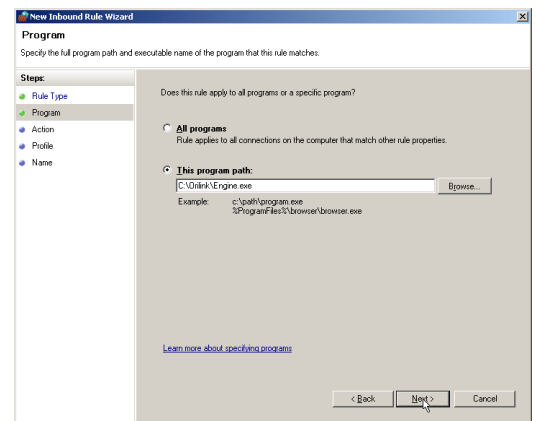 New Inbound Rule Wizard
Program
Specify the full program path and executable name of the program that this rule matches.
Steps:
Rule Type
Program
Action
Profile
Name
Does this rule apply to all programs or a specific program?
All programs
Rule applies to all connections on the computer that match other rule properties.
This program path:
C:\Orilink\Engine.exe
Browse...
Example: c:\path\program.exe
%ProgramFiles%\browser\browser.exe
Learn more about specifying programs
< Back Next > Cancel